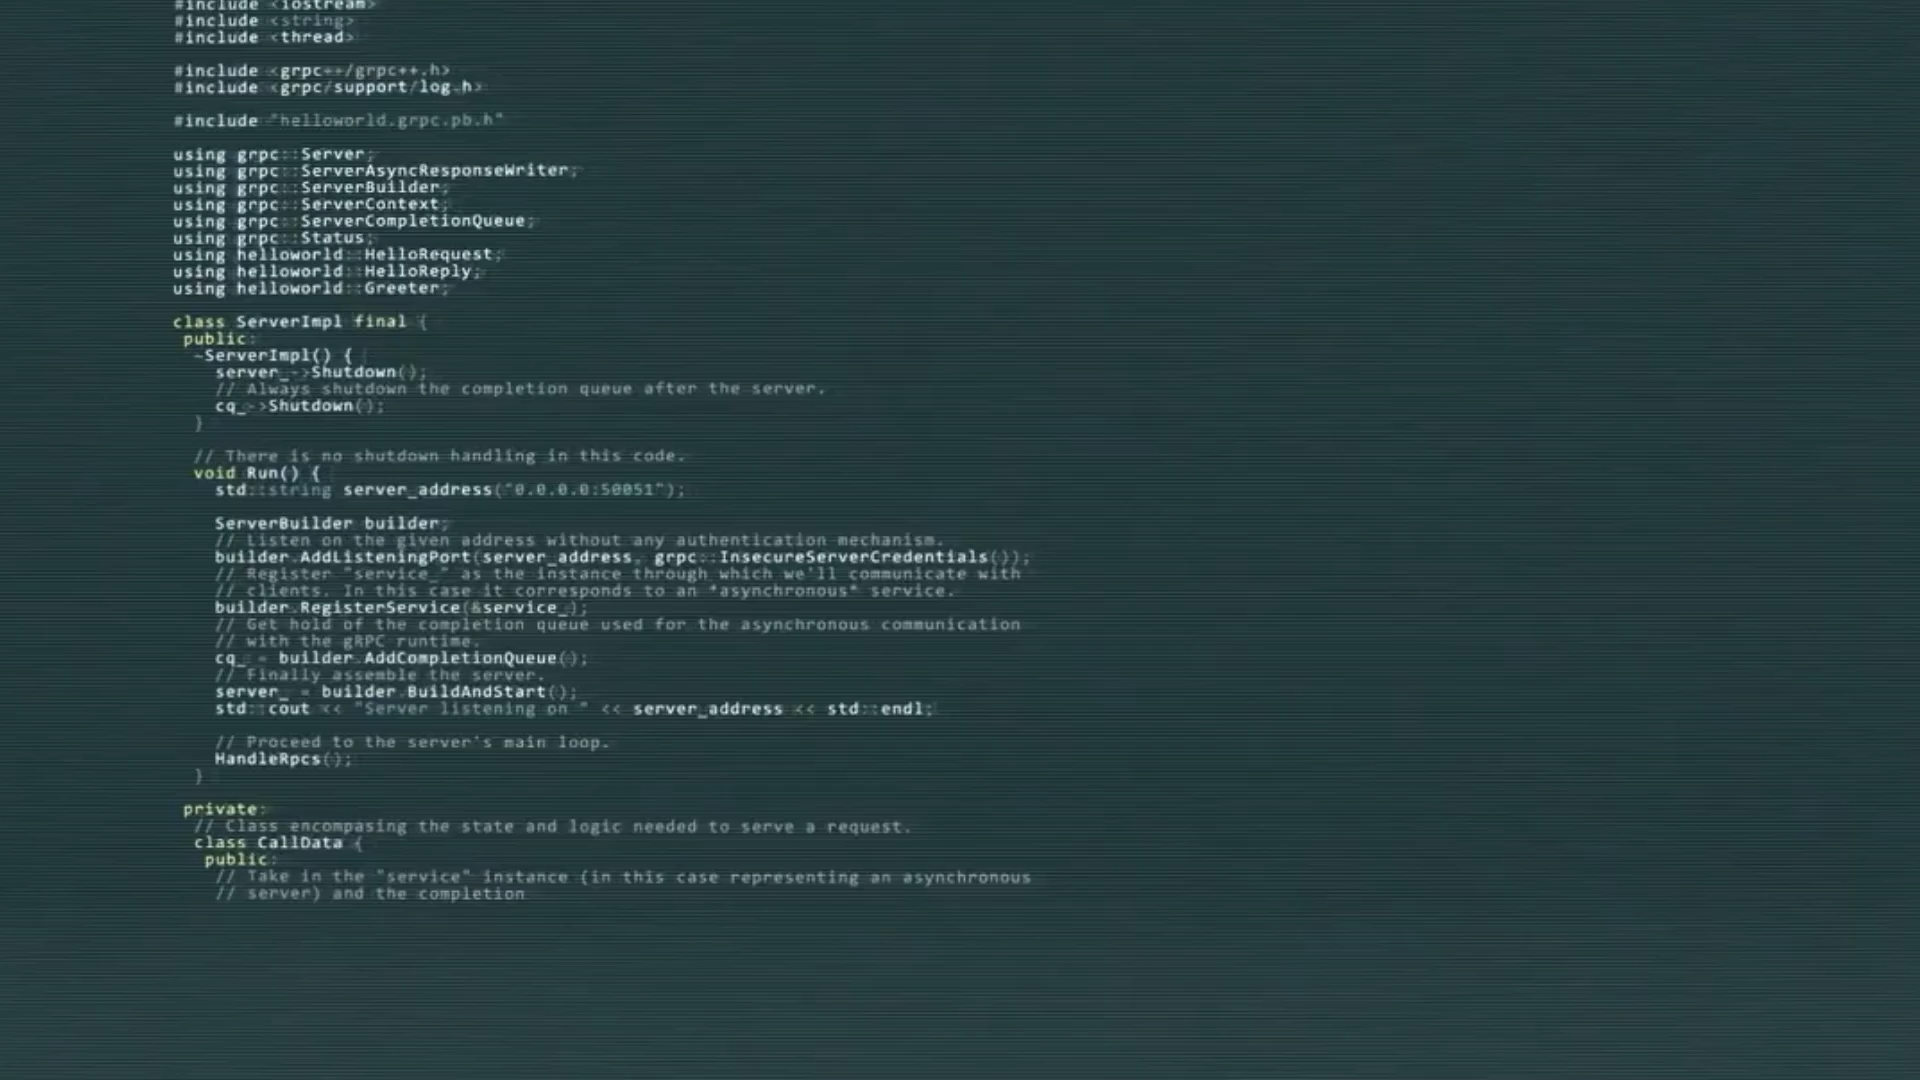 #include <iostream>
#include <string>
#include <thread>
#include <grpc++/grpc++.h>
#include <grpc/support/log.h>
#include "helloworld.grpc.pb.h"
using grpc::Server;
using grpc::ServerAsyncResponseWriter;
using grpc::ServerBuilder;
using grpc::ServerContext;
using grpc::ServerCompletionQueue;
using grpc::Status;
using helloworld::HelloRequest;
using helloworld::HelloReply;
using helloworld::Greeter;
class ServerImpl final {
public:
~ServerImpl() {
server_->Shutdown();
// Always shutdown the completion queue after the server.
cq_->Shutdown();
}
// There is no shutdown handling in this code.
void Run() {
std::string server_address("0.0.0.0:50051");
ServerBuilder builder;
// Listen on the given address without any authentication mechanism.
builder.AddListeningPort(server_address, grpc::InsecureServerCredentials());
// Register "service_" as the instance through which we'll communicate with
// clients. In this case it corresponds to an *asynchronous* service.
builder.RegisterService(&service_);
// Get hold of the completion queue used for the asynchronous communication
// with the gRPC runtime.
cq_ = builder.AddCompletionQueue();
// Finally assemble the server.
server_ = builder.BuildAndStart();
std::cout << "Server listening on " << server_address << std::endl;
// Proceed to the server's main loop.
HandleRpcs();
}
private:
// Class encompasing the state and logic needed to serve a request.
class CallData {
public:
// Take in the "service" instance (in this case representing an asynchronous
// server) and the completion